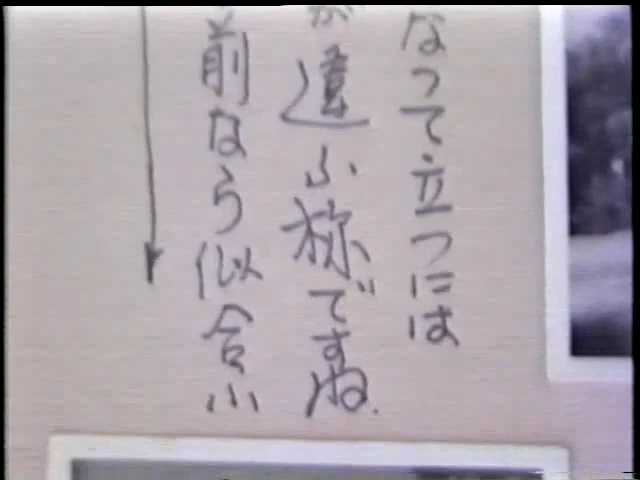 なって立つには
が違ふ様ですね.
前なら似合ふ